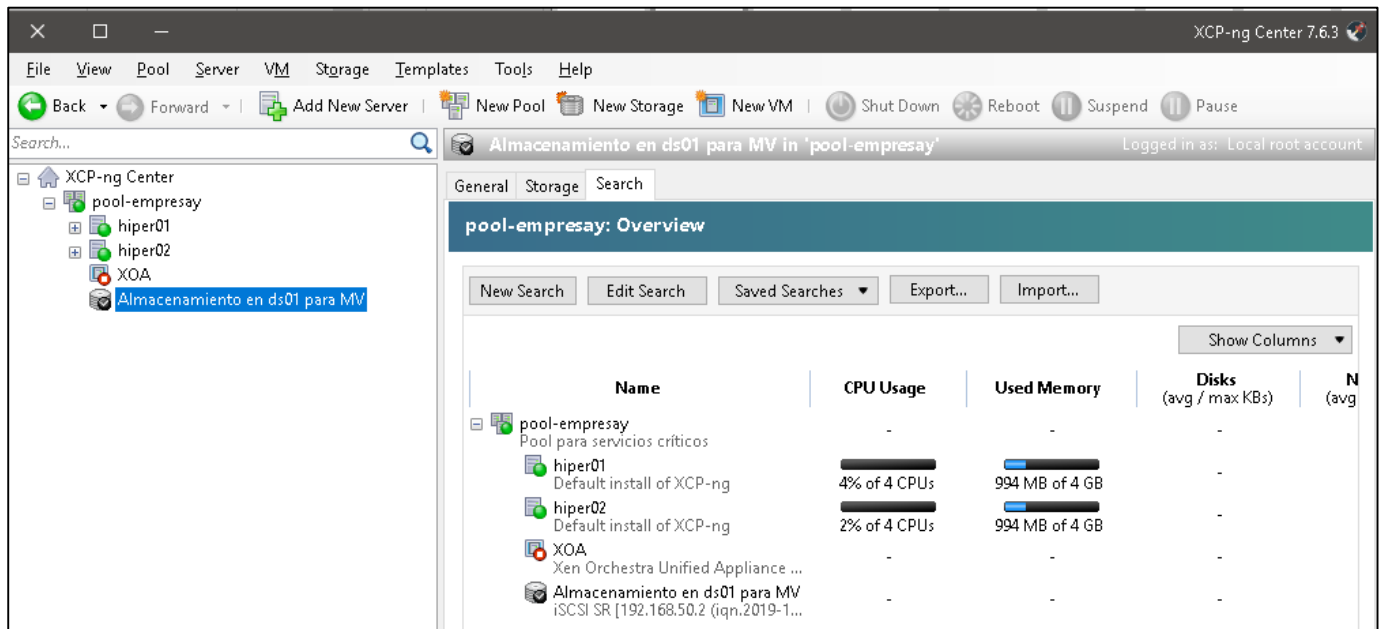 XCP-ng Center 7.6.3
File View Pool Server VM Storage Templates Tools Help
Back Forward Add New Server New Pool New Storage New VM Shut Down Reboot Suspend Pause
Search...
Almacenamiento en ds01 para MV in 'pool-empresay' Logged in as: Local root account
XCP-ng Center
pool-empresay
hiper01
hiper02
XOA
Almacenamiento en ds01 para MV
General Storage Search
pool-empresay: Overview
New Search Edit Search Saved Searches Export... Import...
Show Columns
Name CPU Usage Used Memory Disks N
(avg / max KBs) (avg
pool-empresay - - -
Pool para servicios críticos
hiper01 -
Default install of XCP-ng 4% of 4 CPUs 994 MB of 4 GB
hiper02 -
Default install of XCP-ng 2% of 4 CPUs 994 MB of 4 GB
XOA - - -
Xen Orchestra Unified Appliance ...
Almacenamiento en ds01 para MV - - -
iSCSI SR [192.168.50.2 (iqn.2019-1...